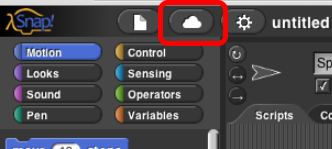 Snap! untitled
Motion Control
Looks Sensing
Sound Operators
Pen Variables
Scripts